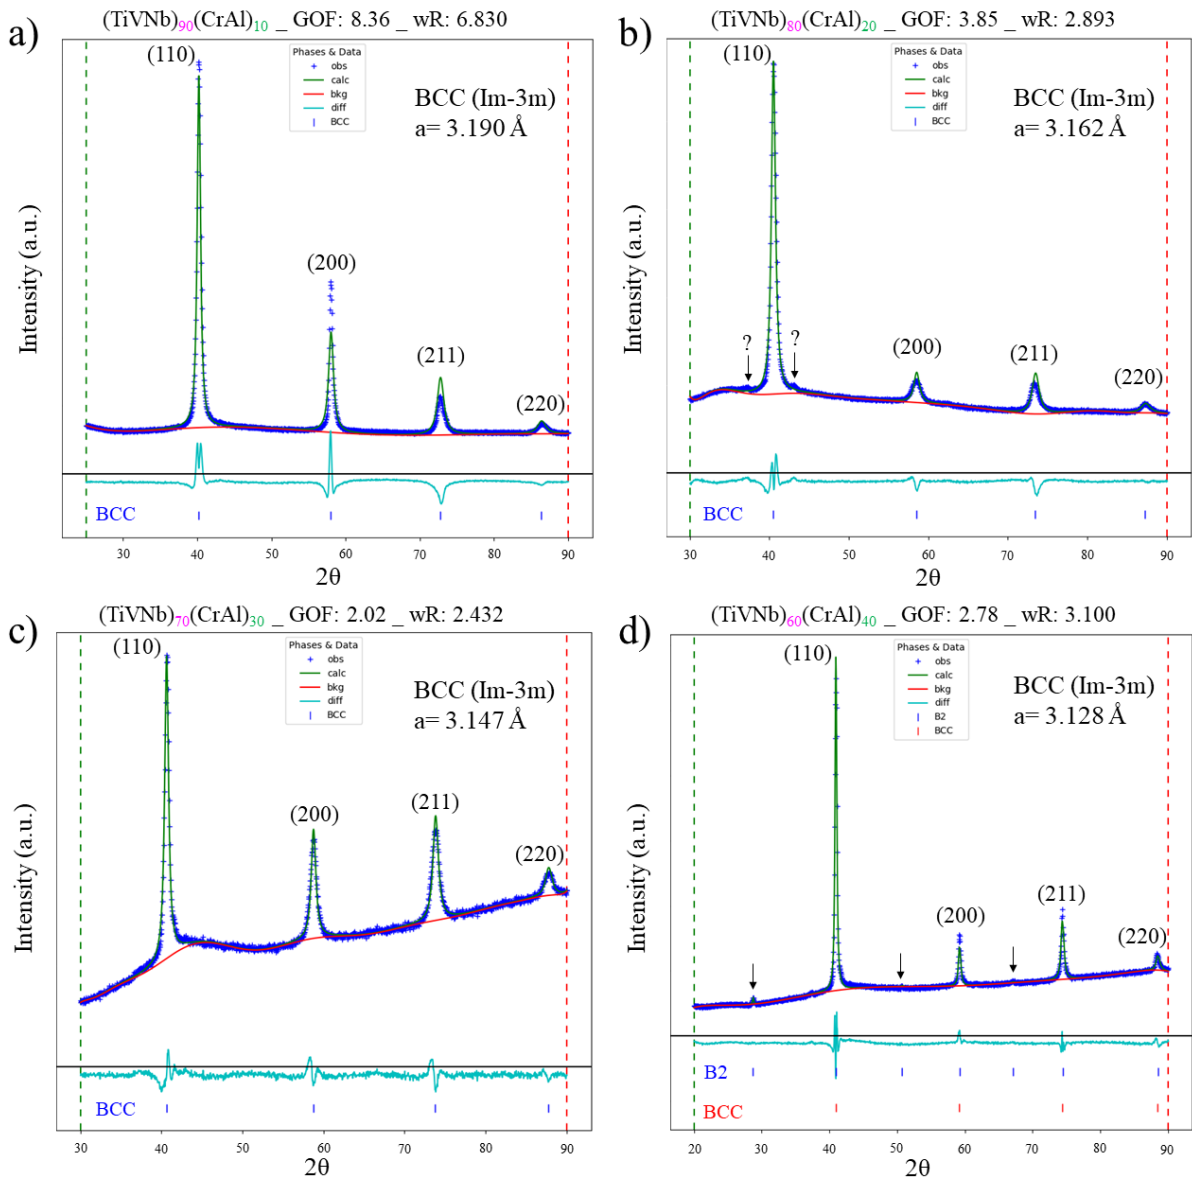 a)
(TiVNb)90(CrAl)10 _ GOF: 8.36 _ wR: 6.830
(110)
Phases & Data
obs
calc
bkg
diff
BCC
BCC (Im-3m)
a= 3.190 Å
(200)
(211)
(220)
Intensity (a.u.)
BCC
30 40 50 60 70 80 90
2θ
b)
(TiVNb)80(CrAl)20 _ GOF: 3.85 _ wR: 2.893
(110)
Phases & Data
obs
calc
bkg
diff
BCC
BCC (Im-3m)
a= 3.162 Å
? ?
(200)
(211)
(220)
Intensity (a.u.)
BCC
30 40 50 60 70 80 90
2θ
c)
(TiVNb)70(CrAl)30 _ GOF: 2.02 _ wR: 2.432
(110)
Phases & Data
obs
calc
bkg
diff
BCC
BCC (Im-3m)
a= 3.147 Å
(200)
(211)
(220)
Intensity (a.u.)
BCC
30 40 50 60 70 80 90
2θ
d)
(TiVNb)60(CrAl)40 _ GOF: 2.78 _ wR: 3.100
(110)
Phases & Data
obs
calc
bkg
diff
B2
BCC
BCC (Im-3m)
a= 3.128 Å
(200)
(211)
(220)
Intensity (a.u.)
B2
BCC
20 30 40 50 60 70 80 90
2θ